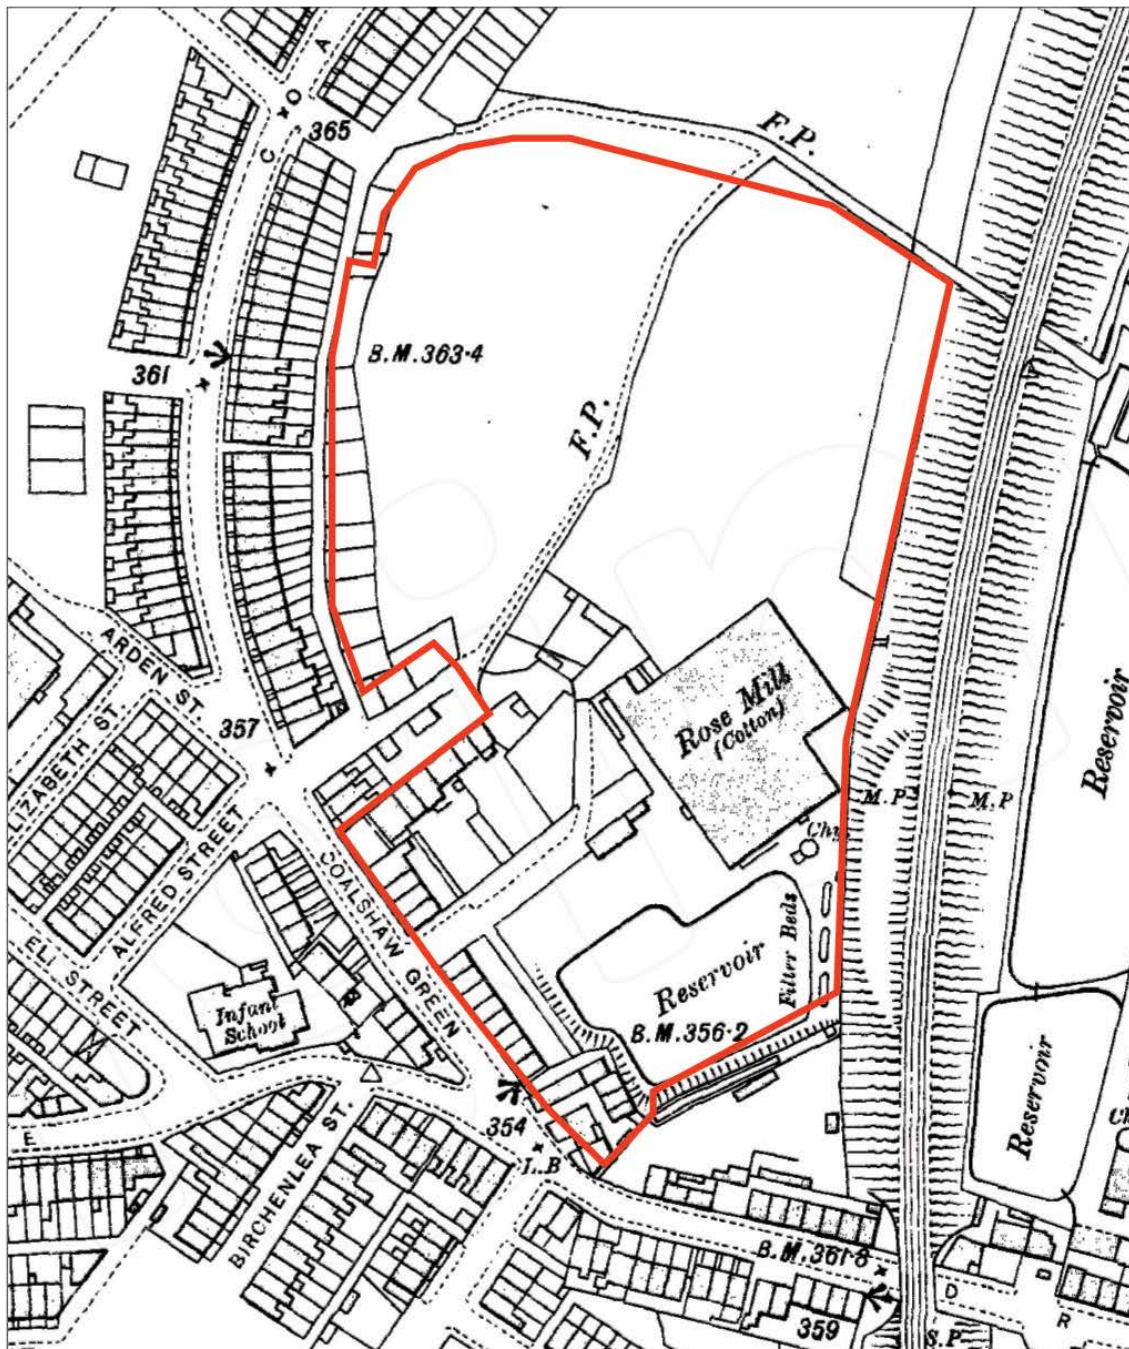 A
O
C
365
F.P.
361
B.M.363·4
F.P.
ARDEN ST.
357
LIZABETH ST.
ALFRED STREET
ELI STREET
COALSHAW GREEN
Rose Mill
(Cotton)
Reservoir
M.P
M.P
Reservoir
Filter Beds
B.M.356·2
Infant
School
Reservoir
E
BIRCHENLEA ST.
354
L.B
B.M.361·8
D
R
359
S.P